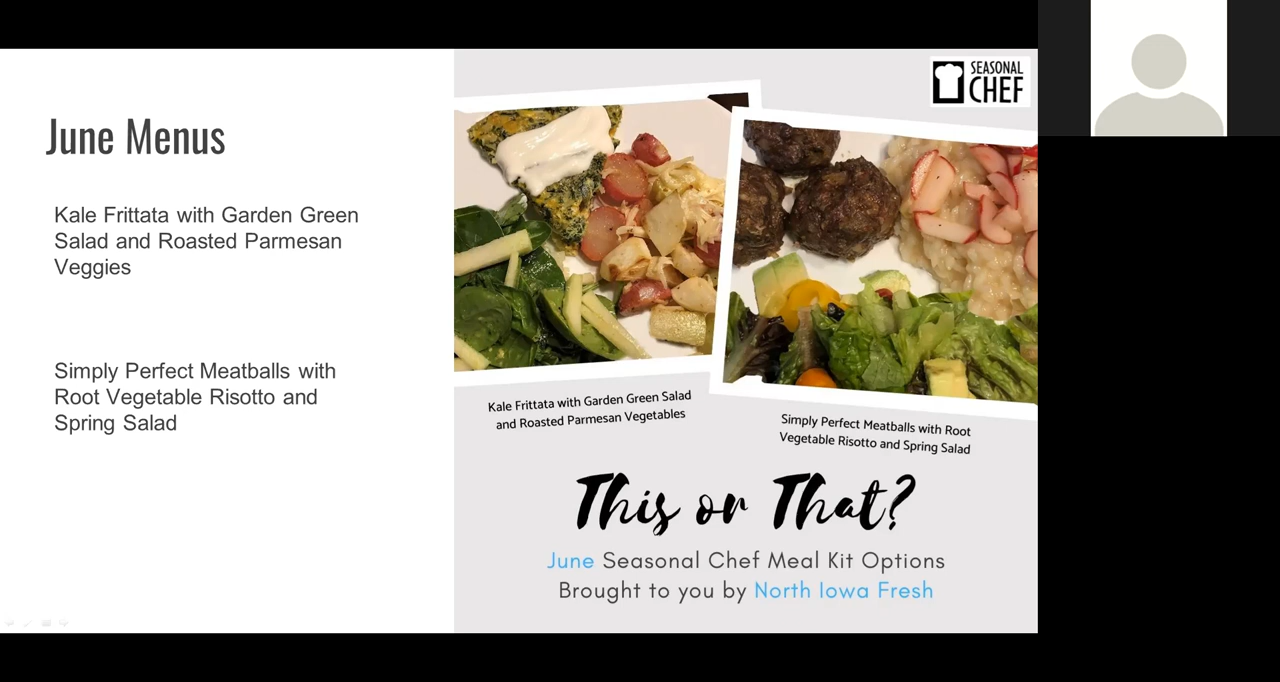 June Menus
Kale Frittata with Garden Green
Salad and Roasted Parmesan
Veggies
Simply Perfect Meatballs with
Root Vegetable Risotto and
Spring Salad
SEASONAL
CHEF
Kale Frittata with Garden Green Salad
and Roasted Parmesan Vegetables
Simply Perfect Meatballs with Root
Vegetable Risotto and Spring Salad
This or That?
June Seasonal Chef Meal Kit Options
Brought to you by North Iowa Fresh